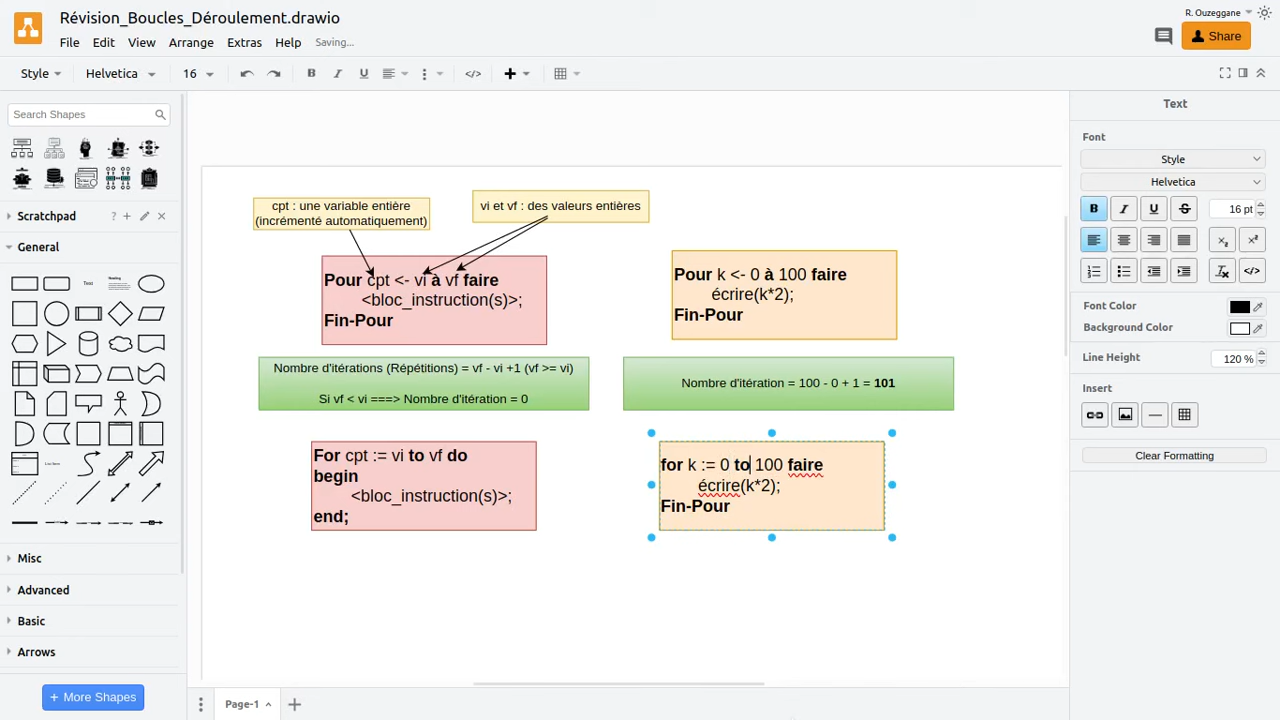 Révision_Boucles_Déroulement.drawio
R. Ouzeggane
File Edit View Arrange Extras Help Saving...
Share
Style Helvetica 16 B I U </>
Search Shapes
Scratchpad
General
Text
Heading
List Item
Misc
Advanced
Basic
Arrows
+ More Shapes
cpt : une variable entière
(incrémenté automatiquement)
vi et vf : des valeurs entières
Pour cpt <- vi à vf faire
<bloc_instruction(s)>;
Fin-Pour
Pour k <- 0 à 100 faire
écrire(k*2);
Fin-Pour
Nombre d'itérations (Répétitions) = vf - vi +1 (vf >= vi)
Si vf < vi ===> Nombre d'itération = 0
Nombre d'itération = 100 - 0 + 1 = 101
For cpt := vi to vf do
begin
<bloc_instruction(s)>;
end;
for k := 0 to 100 faire
écrire(k*2);
Fin-Pour
Page-1
Text
Font
Style
Helvetica
B I U S 16 pt
Font Color
Background Color
Line Height 120 %
Insert
Clear Formatting